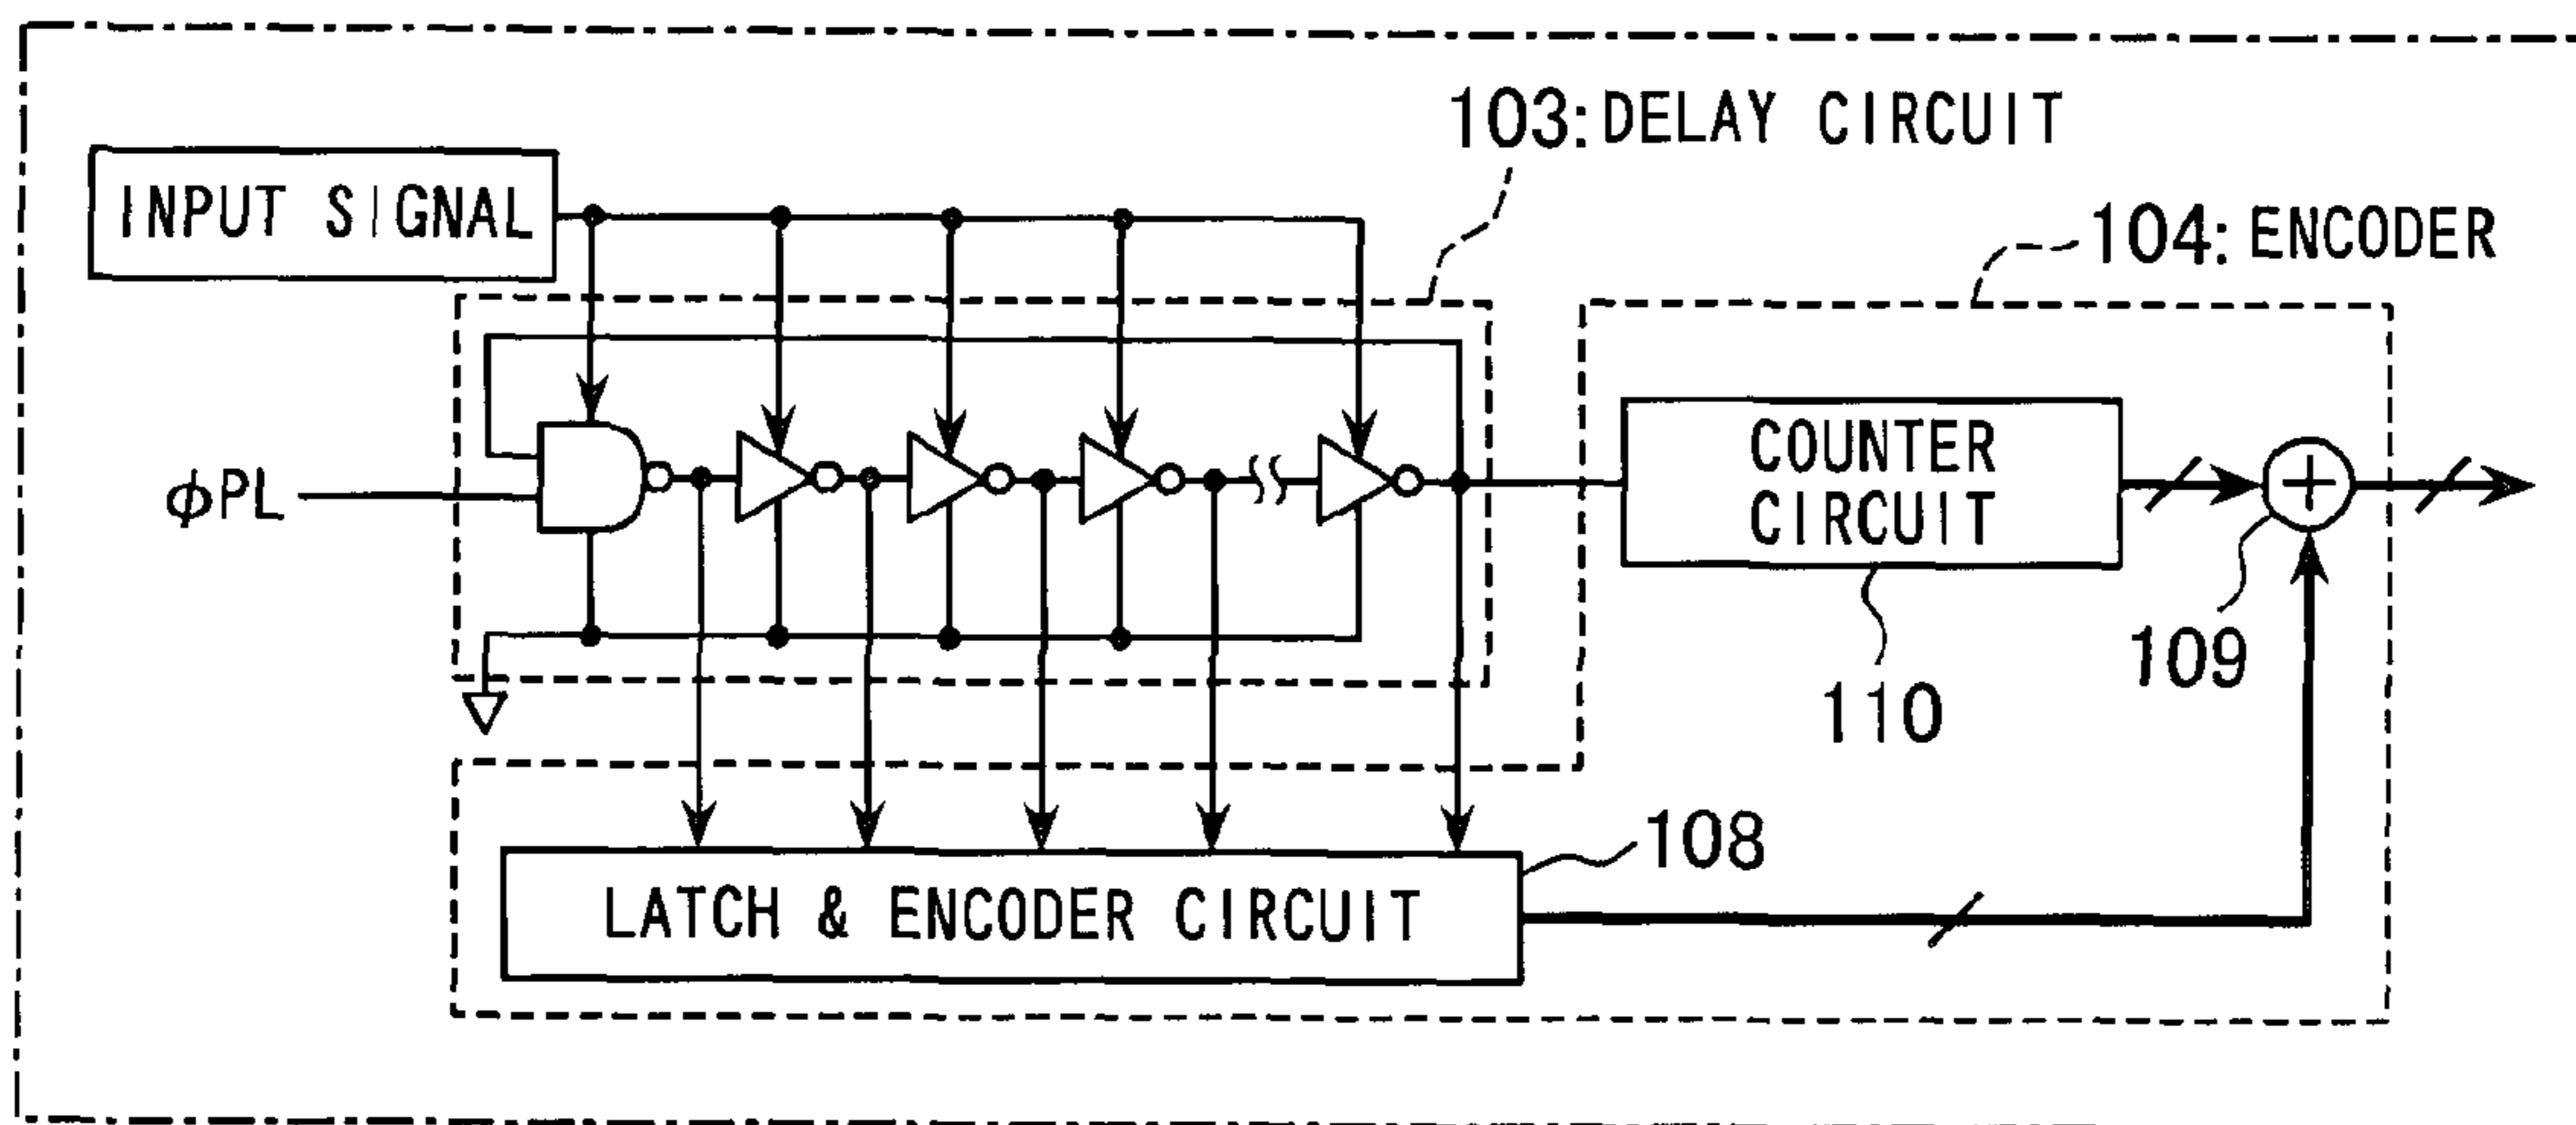 103: DELAY CIRCUIT
INPUT SIGNAL
104: ENCODER
φPL
COUNTER
CIRCUIT
109
110
108
LATCH & ENCODER CIRCUIT